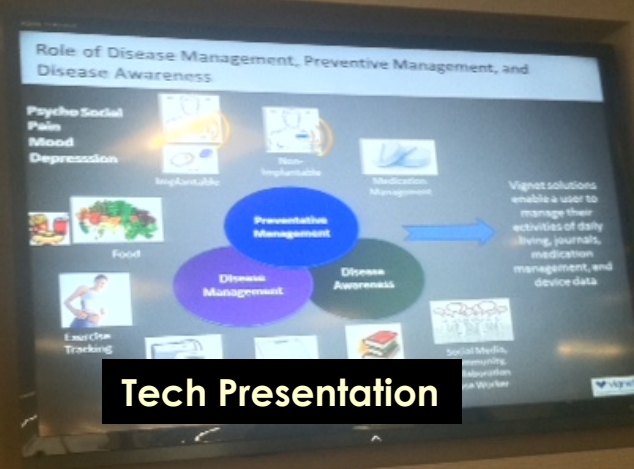 Role of Disease Management, Preventive Management, and
Disease Awareness
Psycho Social
Pain
Mood
Depresssion
Implantable
Non-
Implantable
Medication
Management
Food
Exercise
Tracking
Preventative
Management
Disease
Management
Disease
Awareness
Vignet solutions
enable a user to
manage their
activities of daily
living, journals,
medication
management, and
device data
Social Media,
Worker
vignet
Tech Presentation